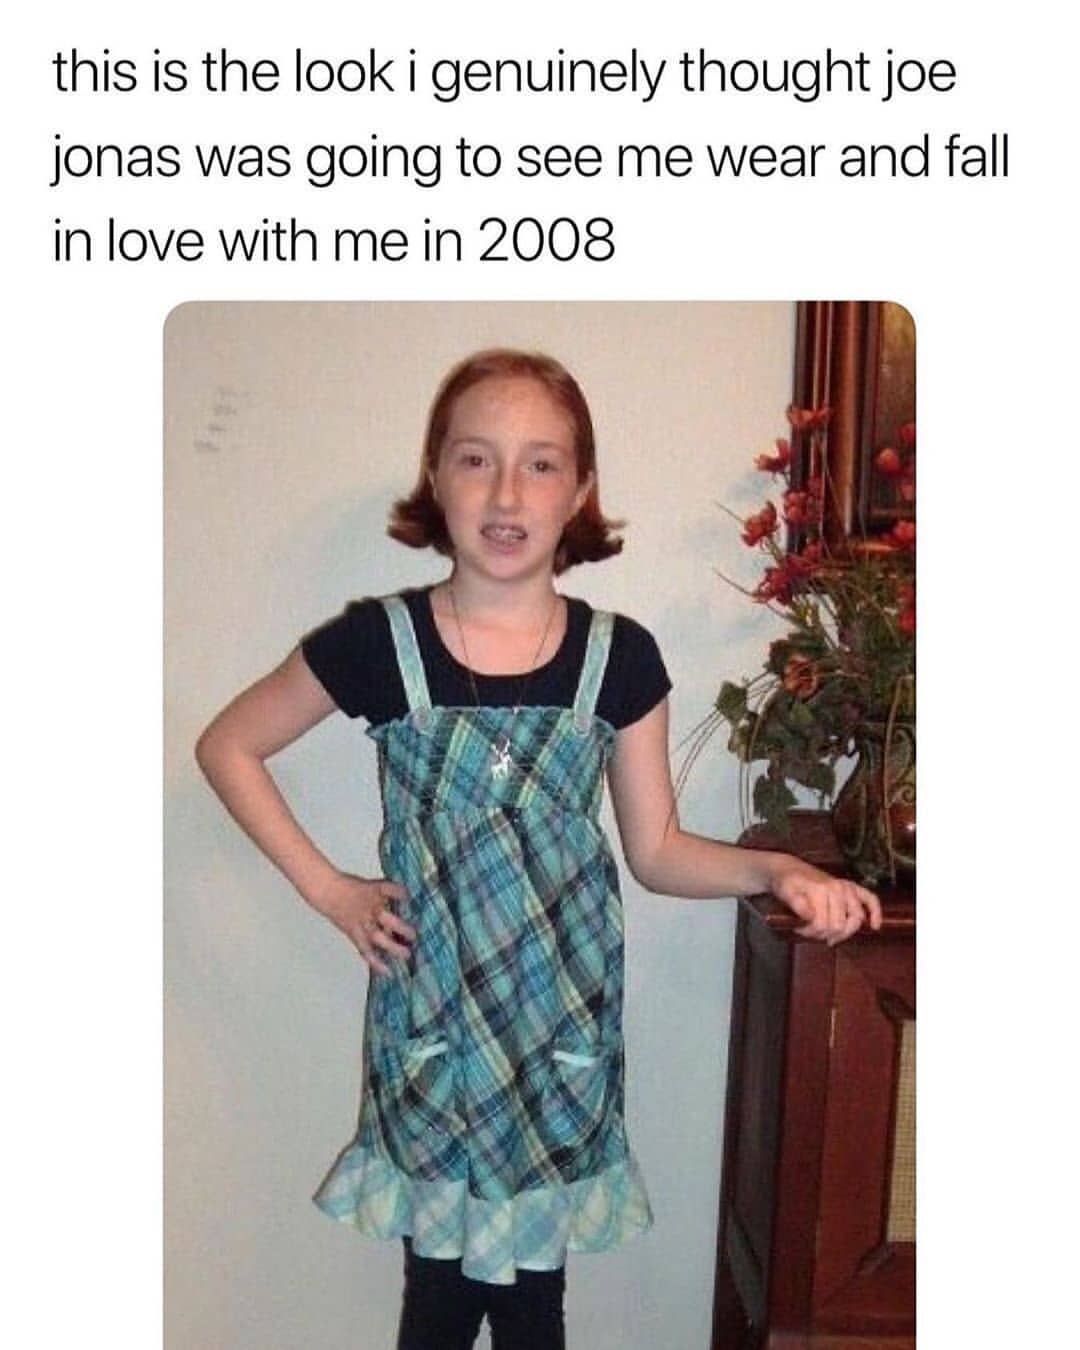 this is the look i genuinely thought joe
jonas was going to see me wear and fall
in love with me in 2008